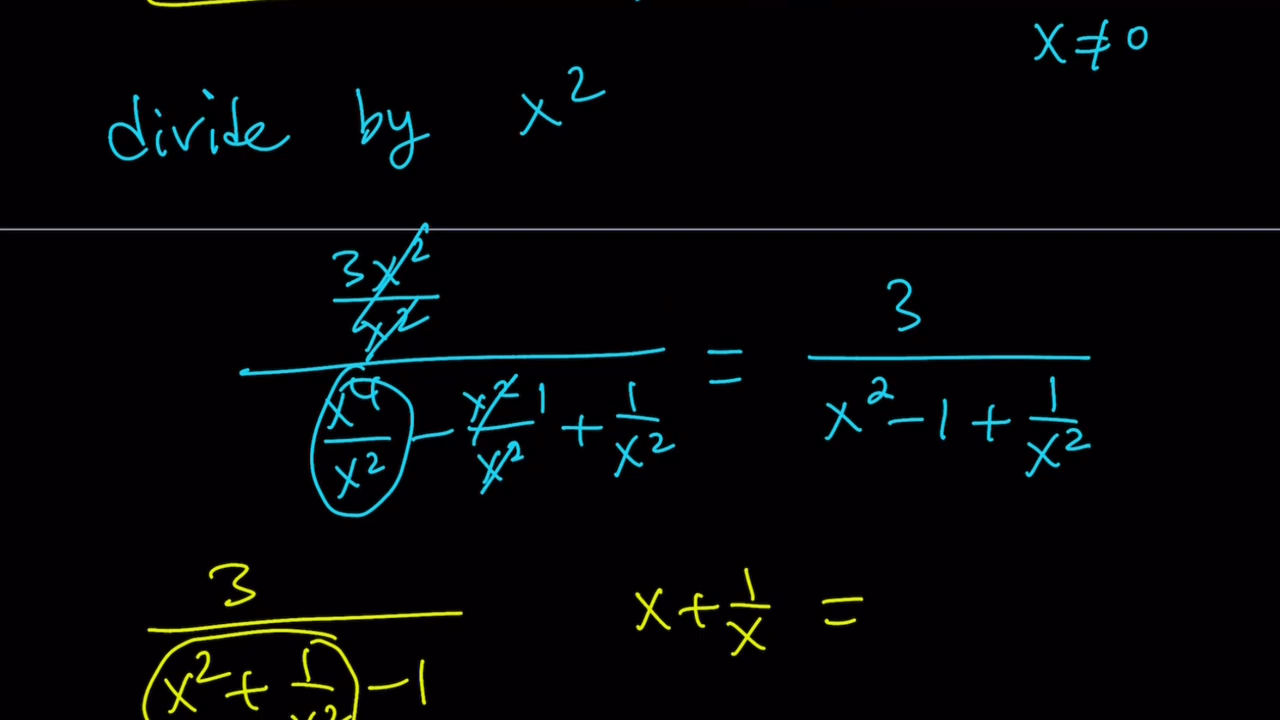 x ≠ 0
divide by x²
(3x²/x²)/(x⁴/x² - x²/x² 1 + 1/x²) = 3/(x² - 1 + 1/x²)
3/(x² + 1/x² - 1)
x + 1/x =